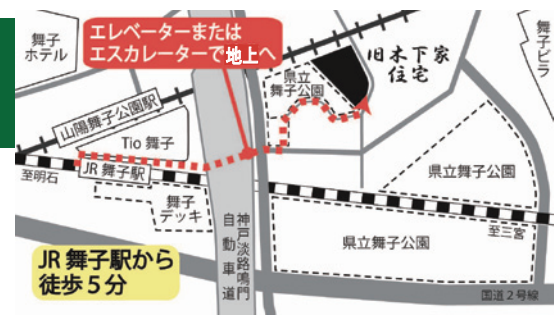 舞子
ホテル
エレベーターまたは
エスカレーターで地上へ
旧木下家
住宅
舞子ビラ
県立
舞子公園
山陽舞子公園駅
Tio 舞子
JR 舞子駅
至明石
舞子
デッキ
神戸淡路鳴門
自動車道
県立舞子公園
至三宮
県立舞子公園
JR 舞子駅から
徒歩 5 分
国道 2 号線